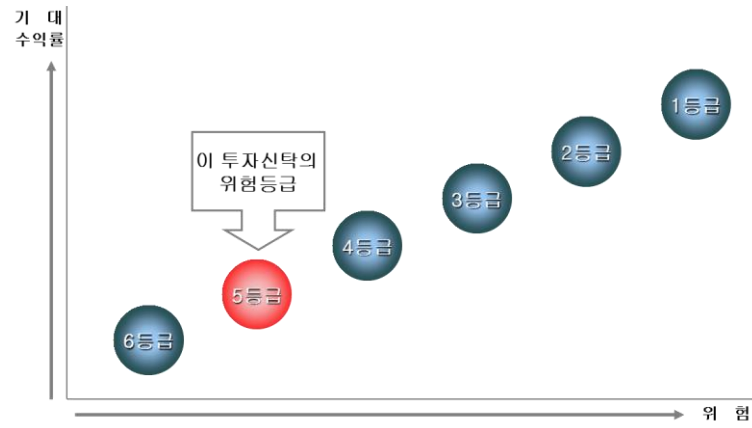 기 대
수익률
1등급
2등급
이 투자신탁의
위험등급
3등급
4등급
5등급
6등급
위 험